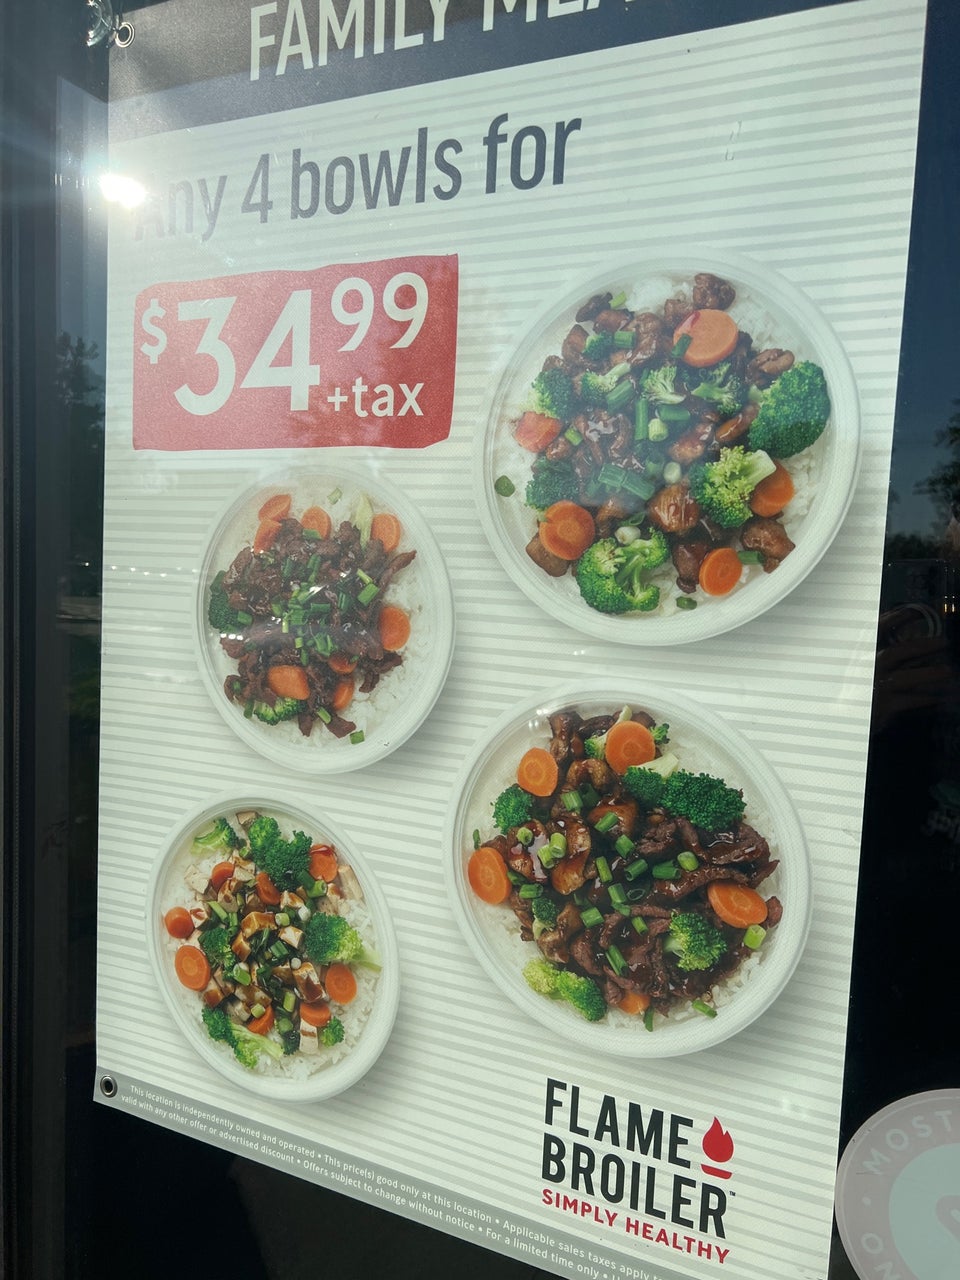 FAMILY
Any 4 bowls for
$34.99
+tax
FLAME
BROILER™
SIMPLY HEALTHY
This location is independently owned and operated • This price(s) good only at this location • Applicable sales taxes apply
valid with any other offer or advertised discount • Offers subject to change without notice • For a limited time only •
MOST